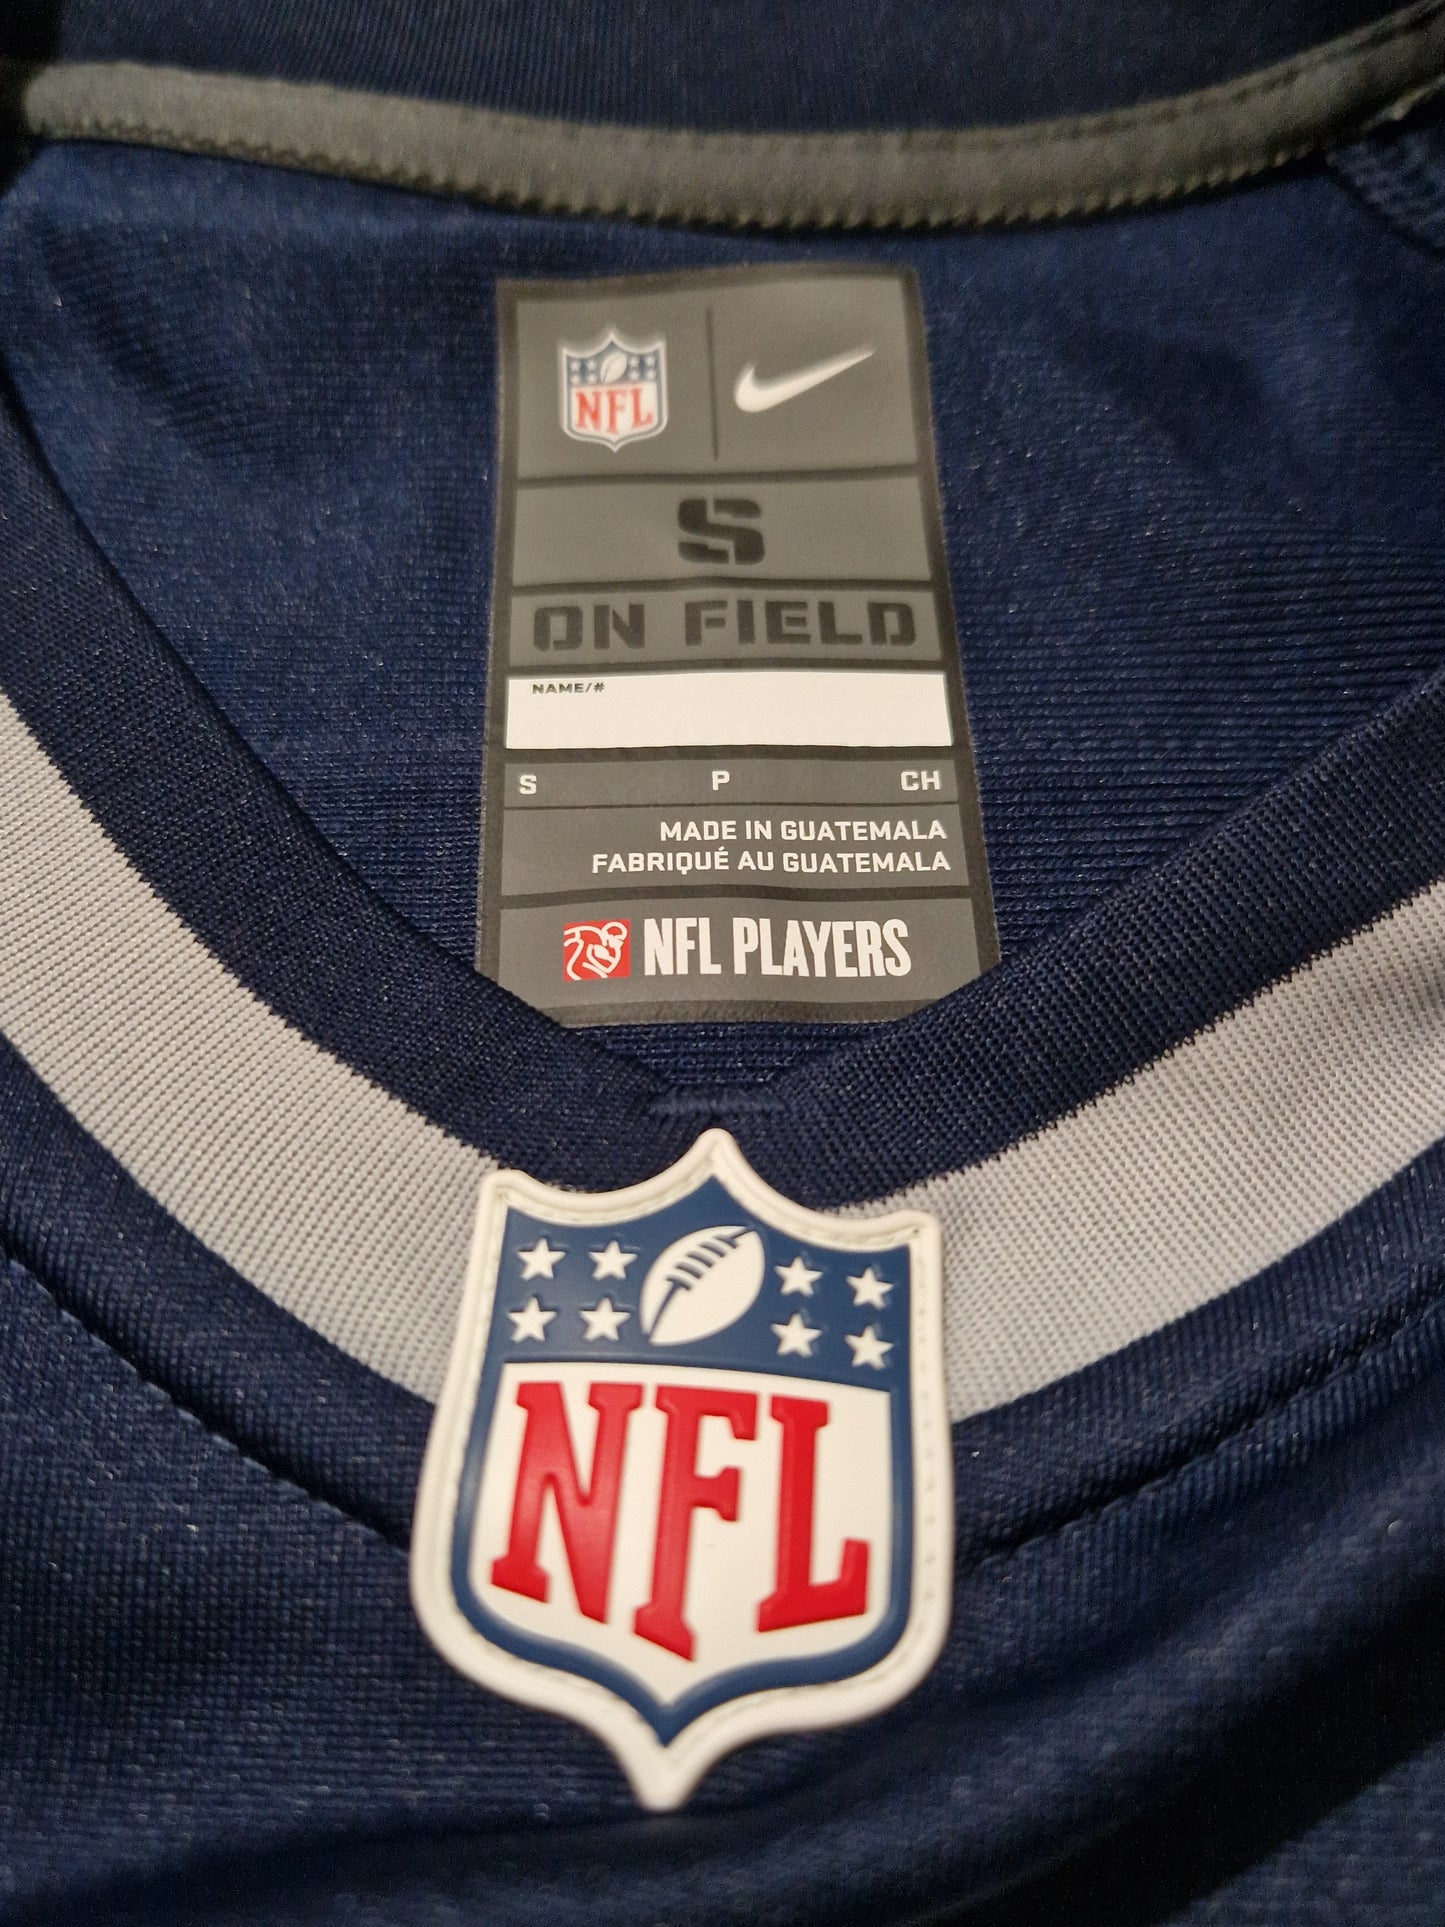 NFL
S
ON FIELD
NAME/#
S P CH
MADE IN GUATEMALA
FABRIQUÉ AU GUATEMALA
NFL PLAYERS
NFL